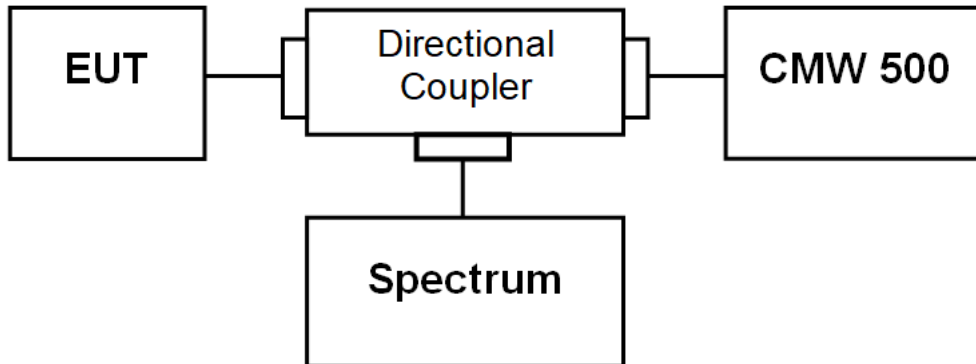 EUT
Directional
Coupler
CMW 500
Spectrum